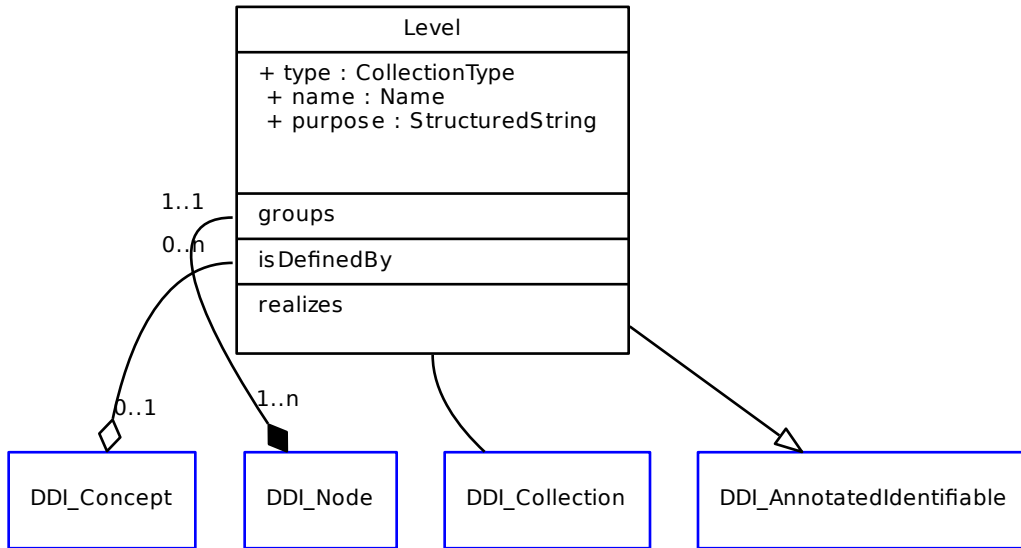 Level
+ type : CollectionType
+ name : Name
+ purpose : StructuredString
1..1
groups
0..n
isDefinedBy
realizes
1..n
0..1
DDI_Concept
DDI_Node
DDI_Collection
DDI_AnnotatedIdentifiable